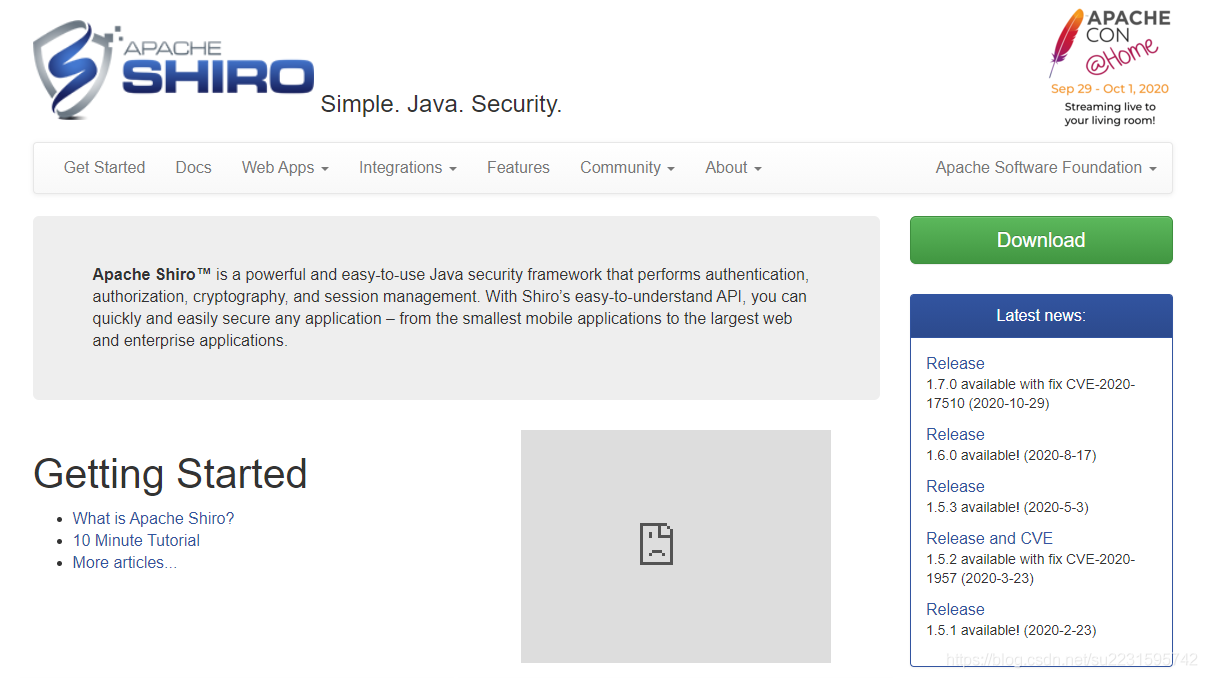 APACHE
SHIRO
Simple. Java. Security.
APACHE
CON
@Home
Sep 29 - Oct 1, 2020
Streaming live to
your living room!
Get Started Docs Web Apps Integrations Features Community About Apache Software Foundation
Apache Shiro™ is a powerful and easy-to-use Java security framework that performs authentication,
authorization, cryptography, and session management. With Shiro’s easy-to-understand API, you can
quickly and easily secure any application – from the smallest mobile applications to the largest web
and enterprise applications.
Getting Started
What is Apache Shiro?
10 Minute Tutorial
More articles...
Download
Latest news:
Release
1.7.0 available with fix CVE-2020-
17510 (2020-10-29)
Release
1.6.0 available! (2020-8-17)
Release
1.5.3 available! (2020-5-3)
Release and CVE
1.5.2 available with fix CVE-2020-
1957 (2020-3-23)
Release
1.5.1 available! (2020-2-23)
https://blog.csdn.net/su2231595742